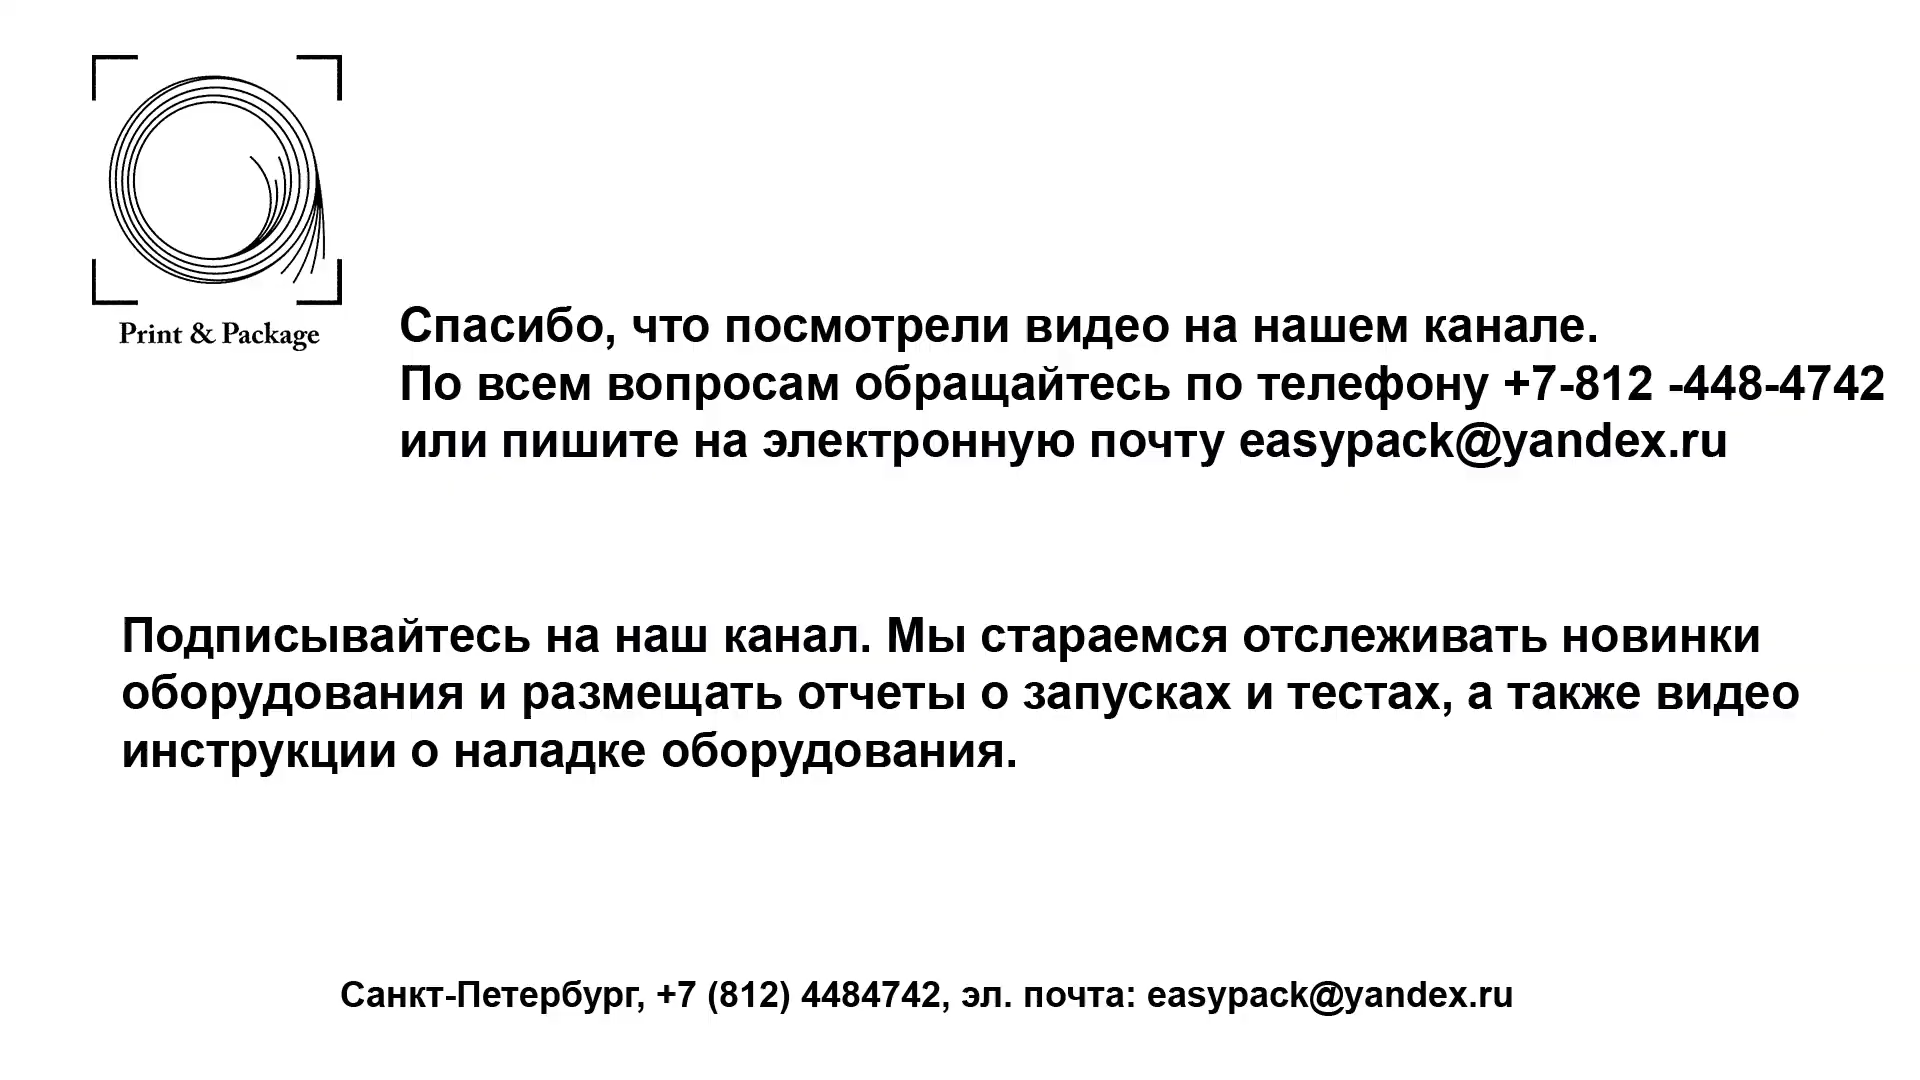 Print & Package
Спасибо, что посмотрели видео на нашем канале.
По всем вопросам обращайтесь по телефону +7-812 -448-4742
или пишите на электронную почту easypack@yandex.ru
Подписывайтесь на наш канал. Мы стараемся отслеживать новинки
оборудования и размещать отчеты о запусках и тестах, а также видео
инструкции о наладке оборудования.
Санкт-Петербург, +7 (812) 4484742, эл. почта: easypack@yandex.ru